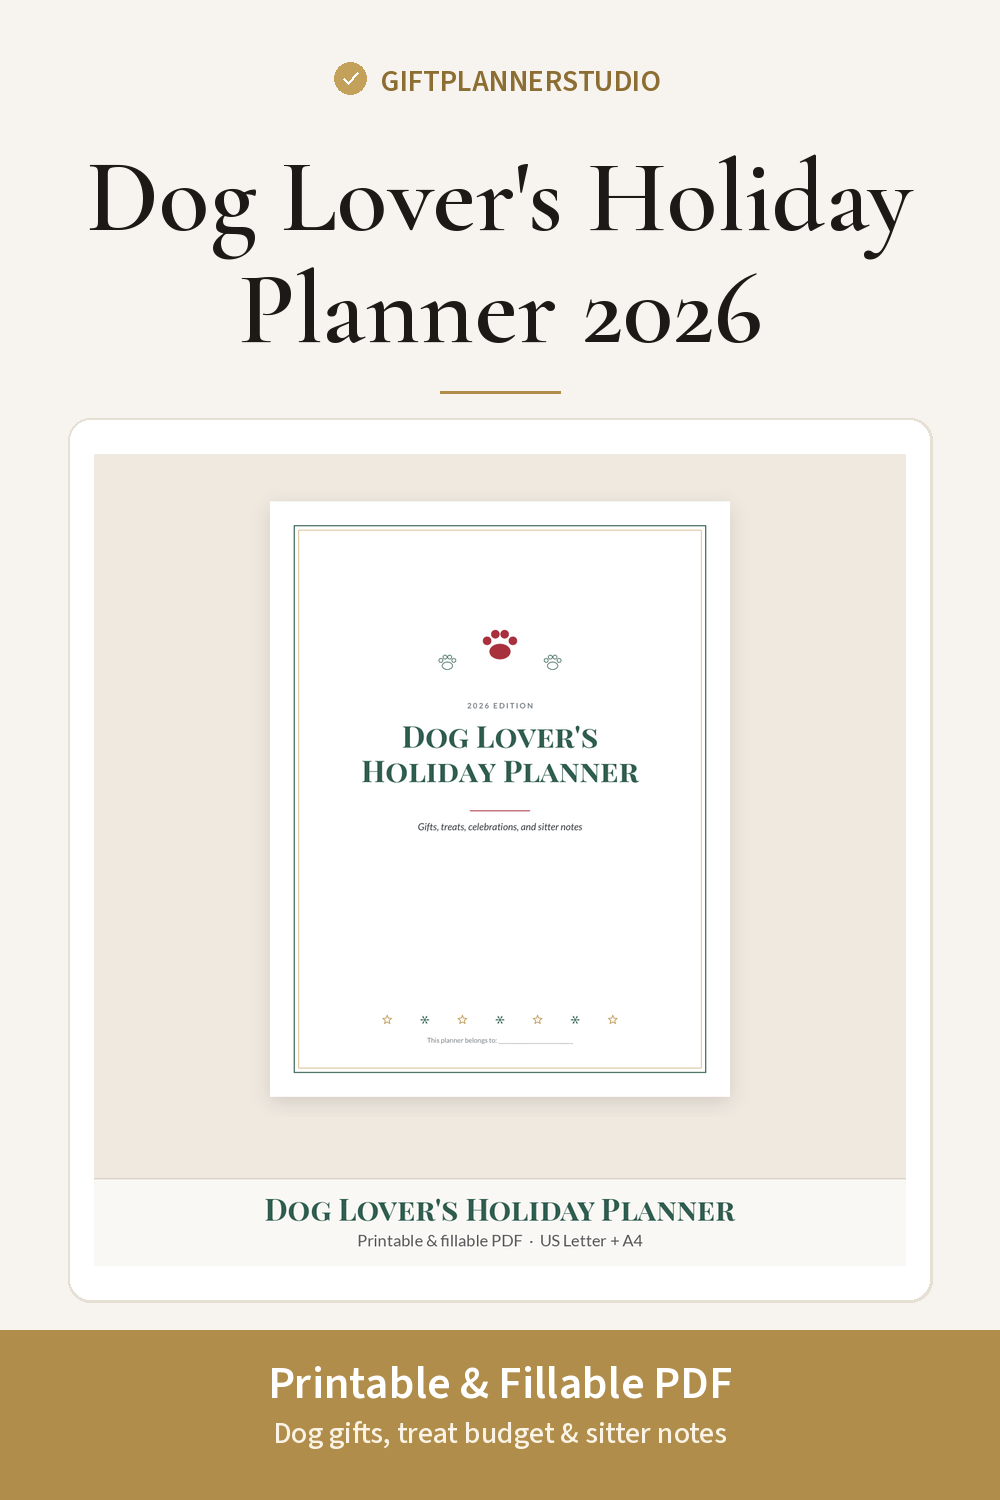 GIFTPLANNERSTUDIO
Dog Lover's Holiday
Planner 2026
2026 EDITION
Dog Lover's
Holiday Planner
Gifts, treats, celebrations, and sitter notes
This planner belongs to: ____________________
Dog Lover's Holiday Planner
Printable & fillable PDF · US Letter + A4
Printable & Fillable PDF
Dog gifts, treat budget & sitter notes